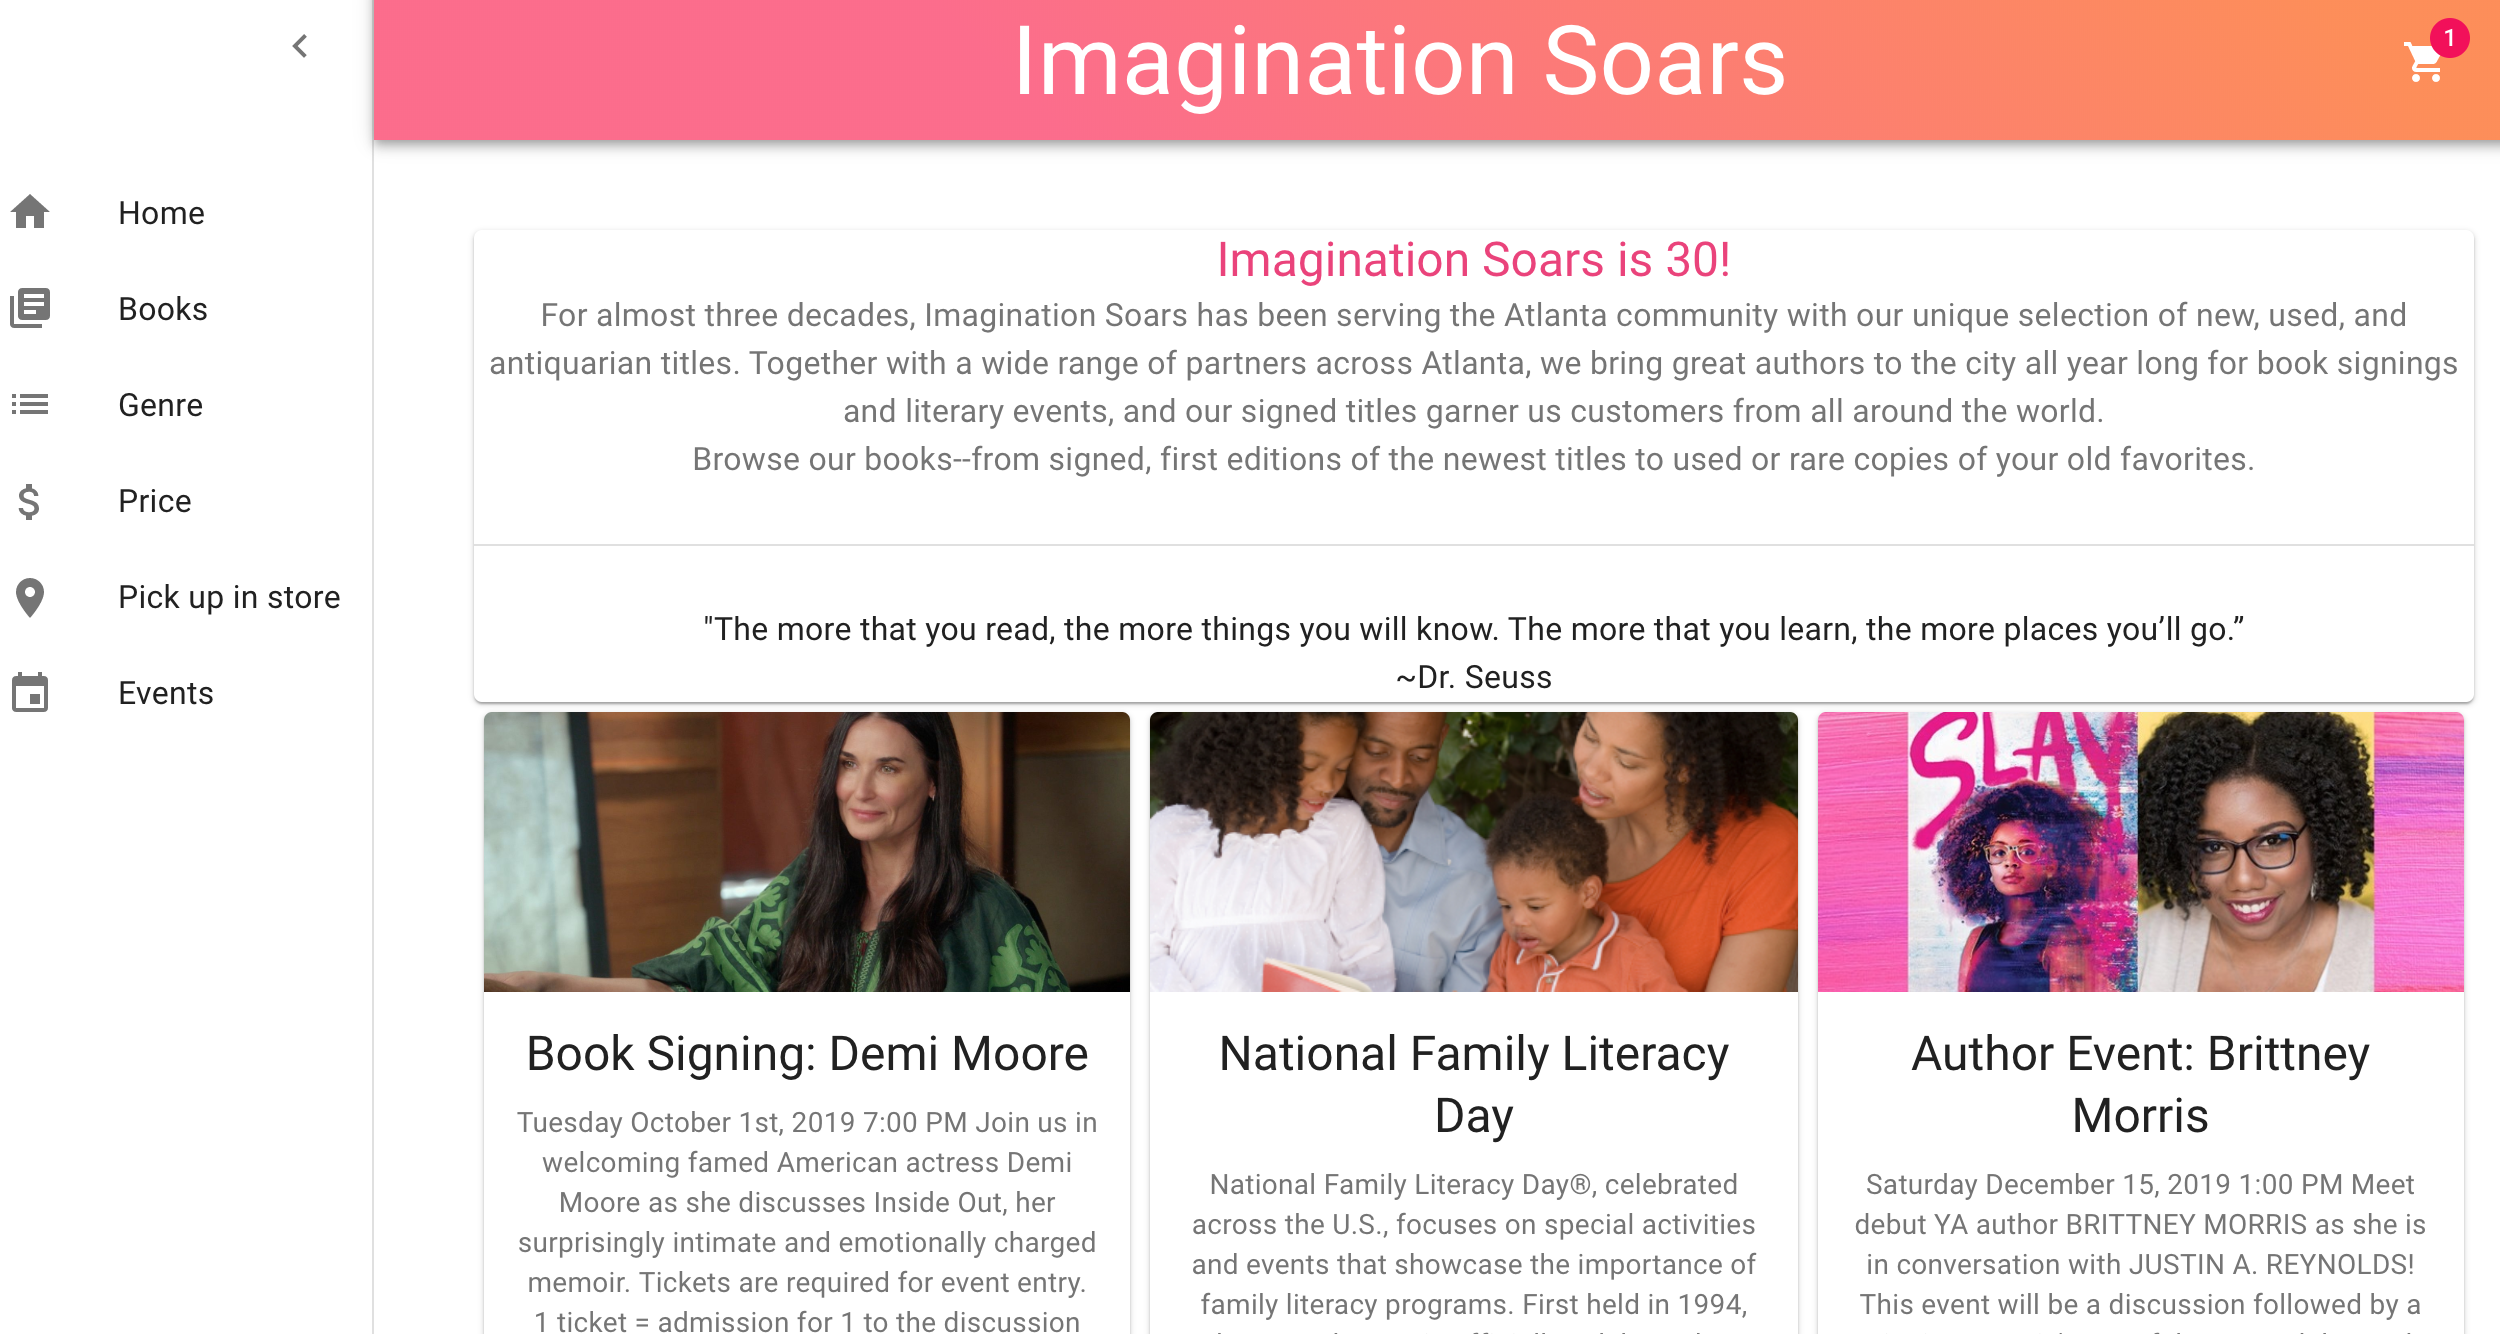 Imagination Soars
1
Home
Books
Genre
Price
Pick up in store
Events
Imagination Soars is 30!
For almost three decades, Imagination Soars has been serving the Atlanta community with our unique selection of new, used, and
antiquarian titles. Together with a wide range of partners across Atlanta, we bring great authors to the city all year long for book signings
and literary events, and our signed titles garner us customers from all around the world.
Browse our books--from signed, first editions of the newest titles to used or rare copies of your old favorites.
"The more that you read, the more things you will know. The more that you learn, the more places you’ll go.”
~Dr. Seuss
Book Signing: Demi Moore
Tuesday October 1st, 2019 7:00 PM Join us in
welcoming famed American actress Demi
Moore as she discusses Inside Out, her
surprisingly intimate and emotionally charged
memoir. Tickets are required for event entry.
1 ticket = admission for 1 to the discussion
National Family Literacy
Day
National Family Literacy Day®, celebrated
across the U.S., focuses on special activities
and events that showcase the importance of
family literacy programs. First held in 1994,
SLAY
Author Event: Brittney
Morris
Saturday December 15, 2019 1:00 PM Meet
debut YA author BRITTNEY MORRIS as she is
in conversation with JUSTIN A. REYNOLDS!
This event will be a discussion followed by a